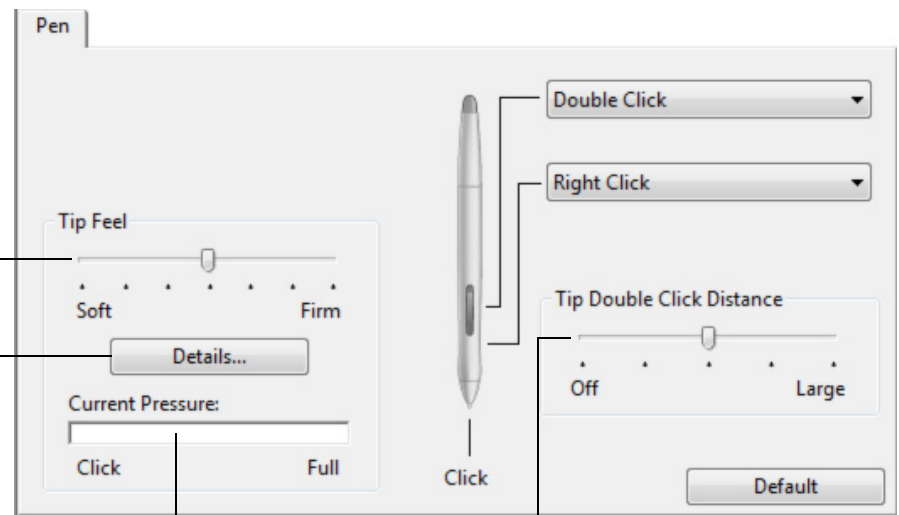 Pen
Double Click
Right Click
Tip Feel
Soft Firm
Details...
Current Pressure:
Click Full
Click
Tip Double Click Distance
Off Large
Default